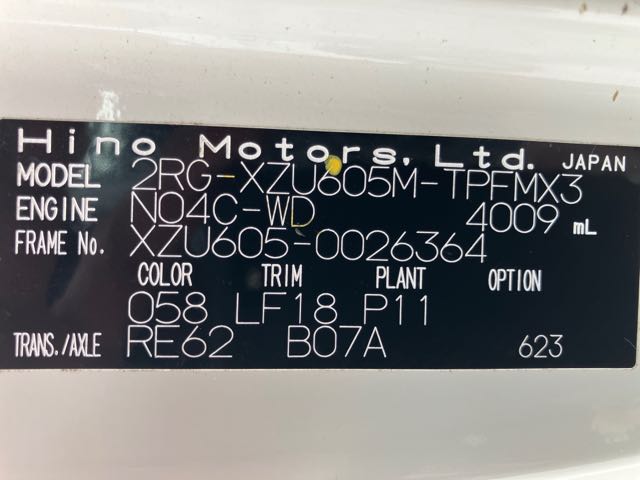 Hino Motors, Ltd. JAPAN
MODEL 2RG-XZU605M-TPFMX3
ENGINE N04C-WD 4009 mL
FRAME No. XZU605-0026364
COLOR TRIM PLANT OPTION
058 LF18 P11
TRANS./AXLE RE62 B07A 623